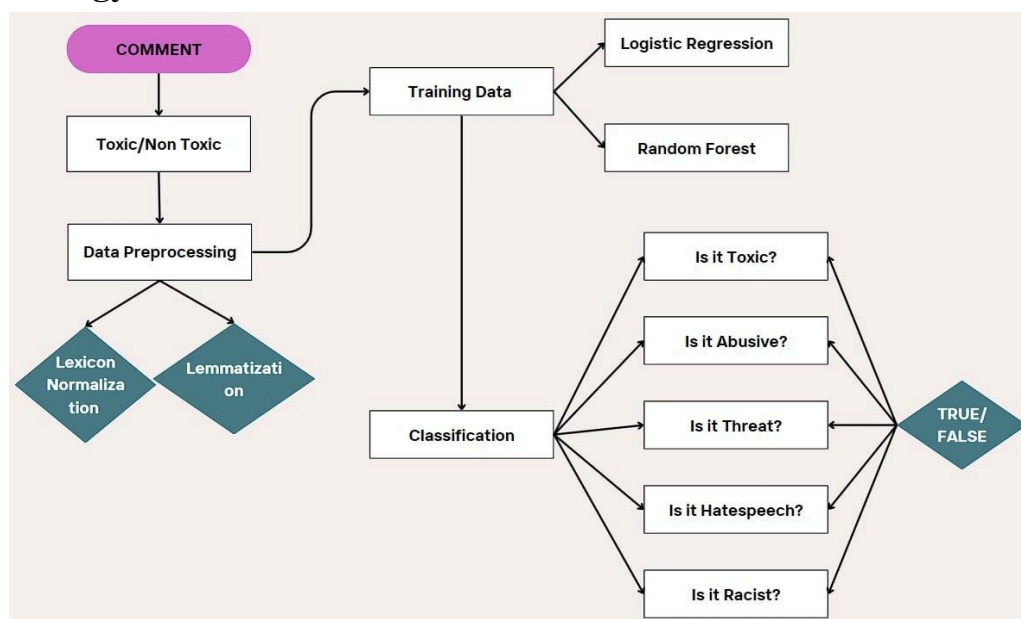 COMMENT
Toxic/Non Toxic
Data Preprocessing
Lexicon
Normaliza
tion
Lemmatizati
on
Training Data
Logistic Regression
Random Forest
Classification
Is it Toxic?
Is it Abusive?
Is it Threat?
Is it Hatespeech?
Is it Racist?
TRUE/
FALSE